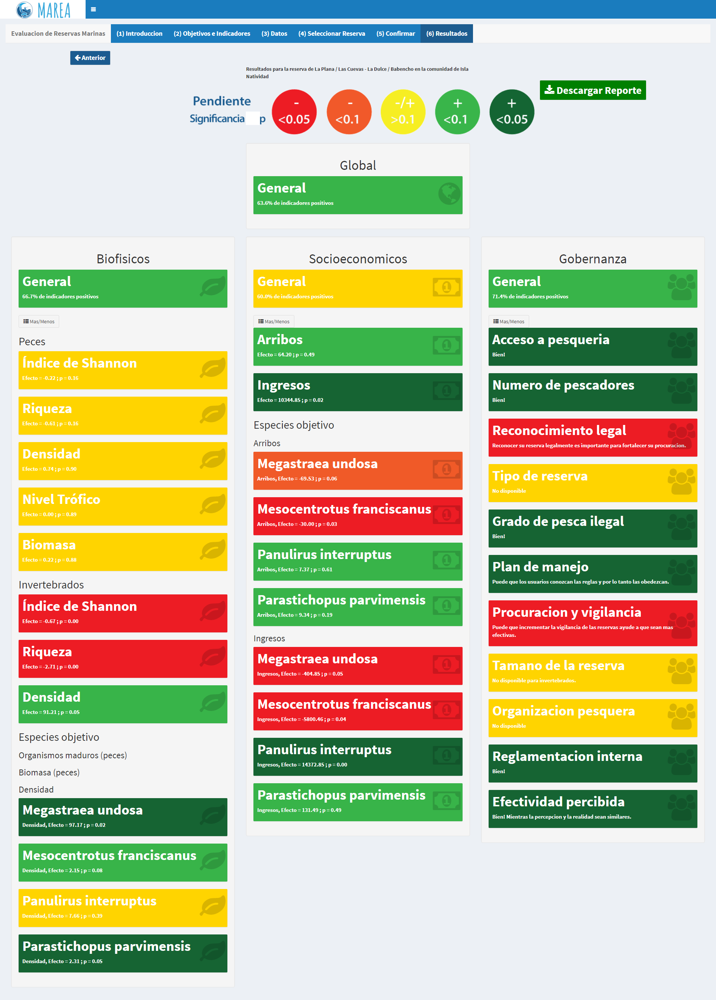 MAREA
Evaluacion de Reservas Marinas
(1) Introduccion
(2) Objetivos e Indicadores
(3) Datos
(4) Seleccionar Reserva
(5) Confirmar
(6) Resultados
Anterior
Resultados para la reserva de La Plana / Las Cuevas - La Dulce / Babencho en la comunidad de Isla
Natividad
Descargar Reporte
Pendiente
Significancia p
-
<0.05
-
<0.1
-/+
>0.1
+
<0.1
+
<0.05
Global
General
63.6% de indicadores positivos
Biofisicos
General
66.7% de indicadores positivos
Mas/Menos
Peces
Índice de Shannon
Efecto = -0.22 ; p = 0.16
Riqueza
Efecto = -0.61 ; p = 0.16
Densidad
Efecto = 0.74 ; p = 0.90
Nivel Trófico
Efecto = 0.00 ; p = 0.89
Biomasa
Efecto = 0.22 ; p = 0.88
Invertebrados
Índice de Shannon
Efecto = -0.67 ; p = 0.00
Riqueza
Efecto = -2.71 ; p = 0.00
Densidad
Efecto = 91.21 ; p = 0.05
Especies objetivo
Organismos maduros (peces)
Biomasa (peces)
Densidad
Megastraea undosa
Densidad, Efecto = 97.17 ; p = 0.02
Mesocentrotus franciscanus
Densidad, Efecto = 2.15 ; p = 0.08
Panulirus interruptus
Densidad, Efecto = 7.66 ; p = 0.39
Parastichopus parvimensis
Densidad, Efecto = 2.31 ; p = 0.05
Socioeconomicos
General
60.0% de indicadores positivos
Mas/Menos
Arribos
Efecto = 64.20 ; p = 0.49
Ingresos
Efecto = 10344.85 ; p = 0.02
Especies objetivo
Arribos
Megastraea undosa
Arribos, Efecto = -69.53 ; p = 0.06
Mesocentrotus franciscanus
Arribos, Efecto = -30.00 ; p = 0.03
Panulirus interruptus
Arribos, Efecto = 7.37 ; p = 0.61
Parastichopus parvimensis
Arribos, Efecto = 9.34 ; p = 0.19
Ingresos
Megastraea undosa
Ingresos, Efecto = -404.85 ; p = 0.05
Mesocentrotus franciscanus
Ingresos, Efecto = -5800.46 ; p = 0.04
Panulirus interruptus
Ingresos, Efecto = 14372.85 ; p = 0.00
Parastichopus parvimensis
Ingresos, Efecto = 131.49 ; p = 0.49
Gobernanza
General
71.4% de indicadores positivos
Mas/Menos
Acceso a pesqueria
Bien!
Numero de pescadores
Bien!
Reconocimiento legal
Reconocer su reserva legalmente es importante para fortalecer su procuracion.
Tipo de reserva
No disponible
Grado de pesca ilegal
Bien!
Plan de manejo
Puede que los usuarios conozcan las reglas y por lo tanto las obedezcan.
Procuracion y vigilancia
Puede que incrementar la vigilancia de las reservas ayude a que sean mas
efectivas.
Tamano de la reserva
No disponible para invertebrados.
Organizacion pesquera
No disponible
Reglamentacion interna
Bien!
Efectividad percibida
Bien! Mientras la percepcion y la realidad sean similares.